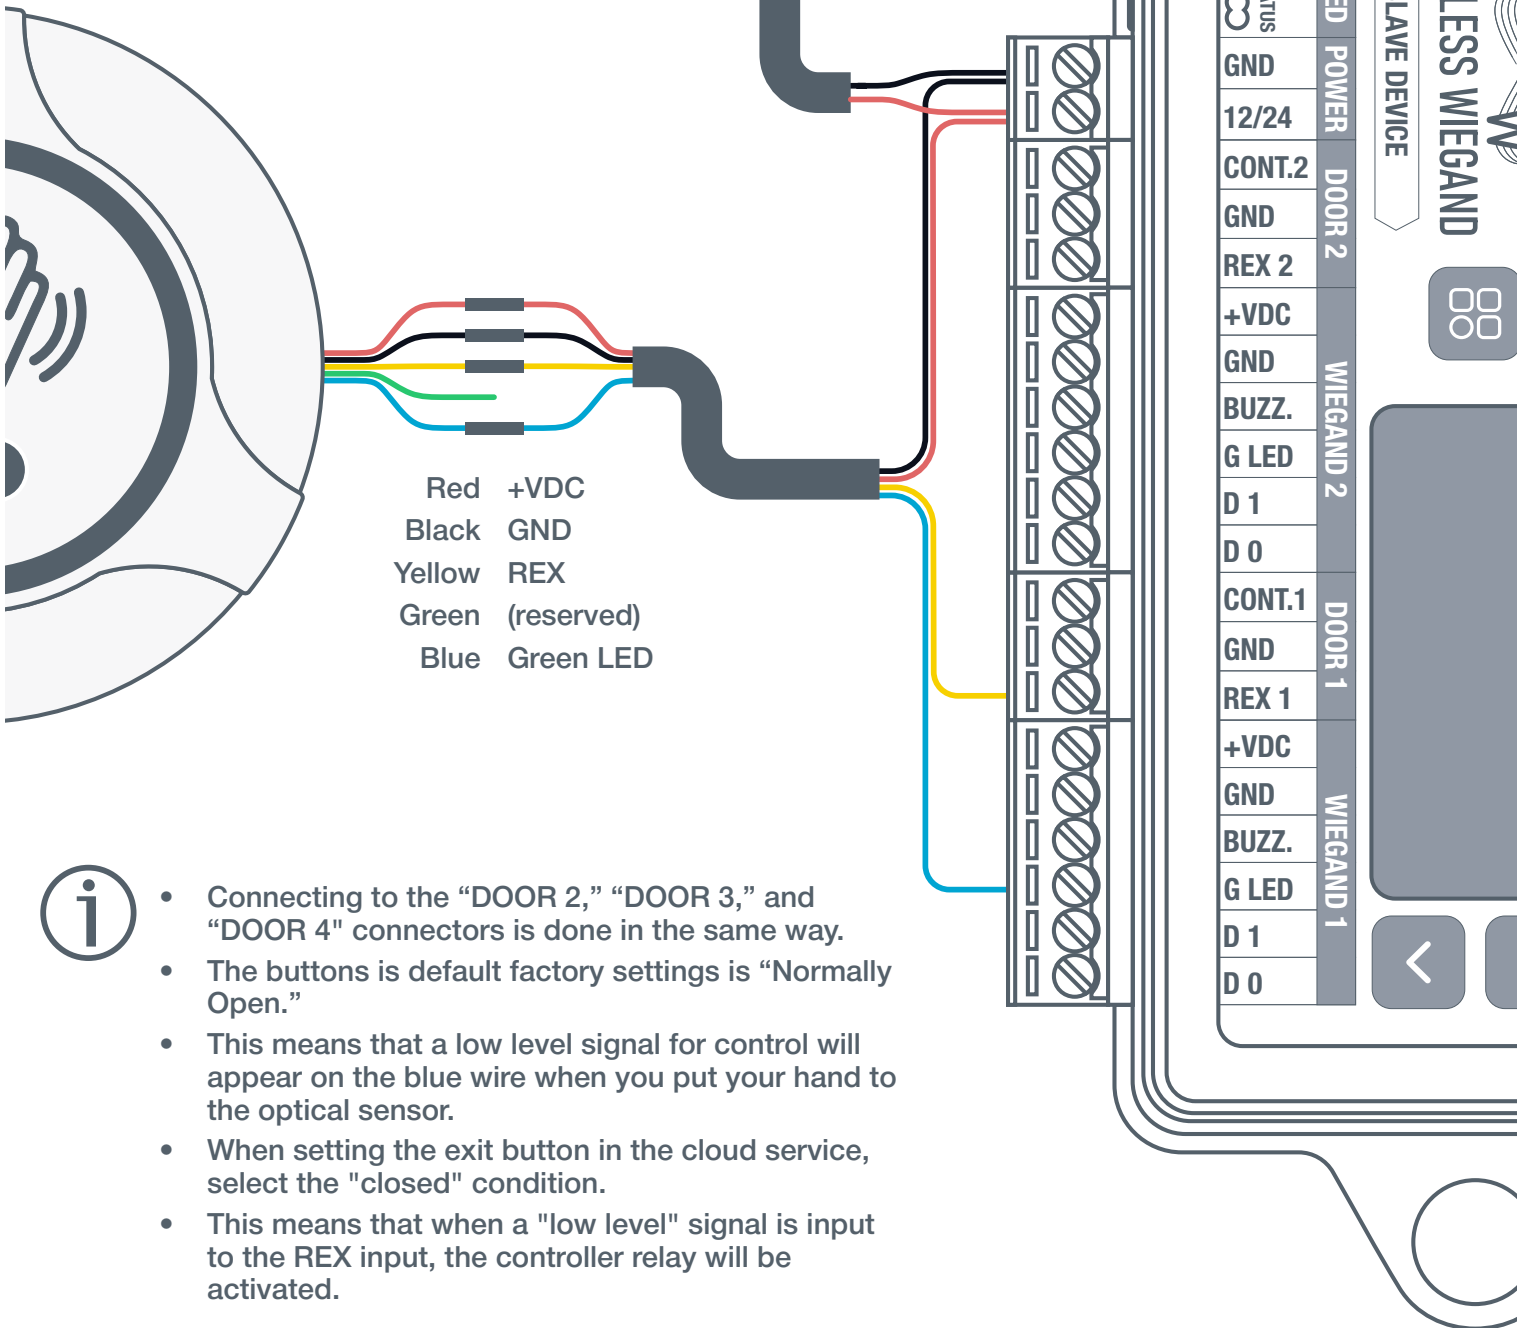 Red +VDC
Black GND
Yellow REX
Green (reserved)
Blue Green LED
Connecting to the “DOOR 2,” “DOOR 3,” and
“DOOR 4" connectors is done in the same way.
The buttons is default factory settings is “Normally
Open.”
This means that a low level signal for control will
appear on the blue wire when you put your hand to
the optical sensor.
When setting the exit button in the cloud service,
select the "closed" condition.
This means that when a "low level" signal is input
to the REX input, the controller relay will be
activated.
GND
12/24
POWER
CONT.2
GND
REX 2
DOOR 2
+VDC
GND
BUZZ.
G LED
D 1
D 0
WIEGAND 2
CONT.1
GND
REX 1
DOOR 1
+VDC
GND
BUZZ.
G LED
D 1
D 0
WIEGAND 1
DEVICE
WIEGAND